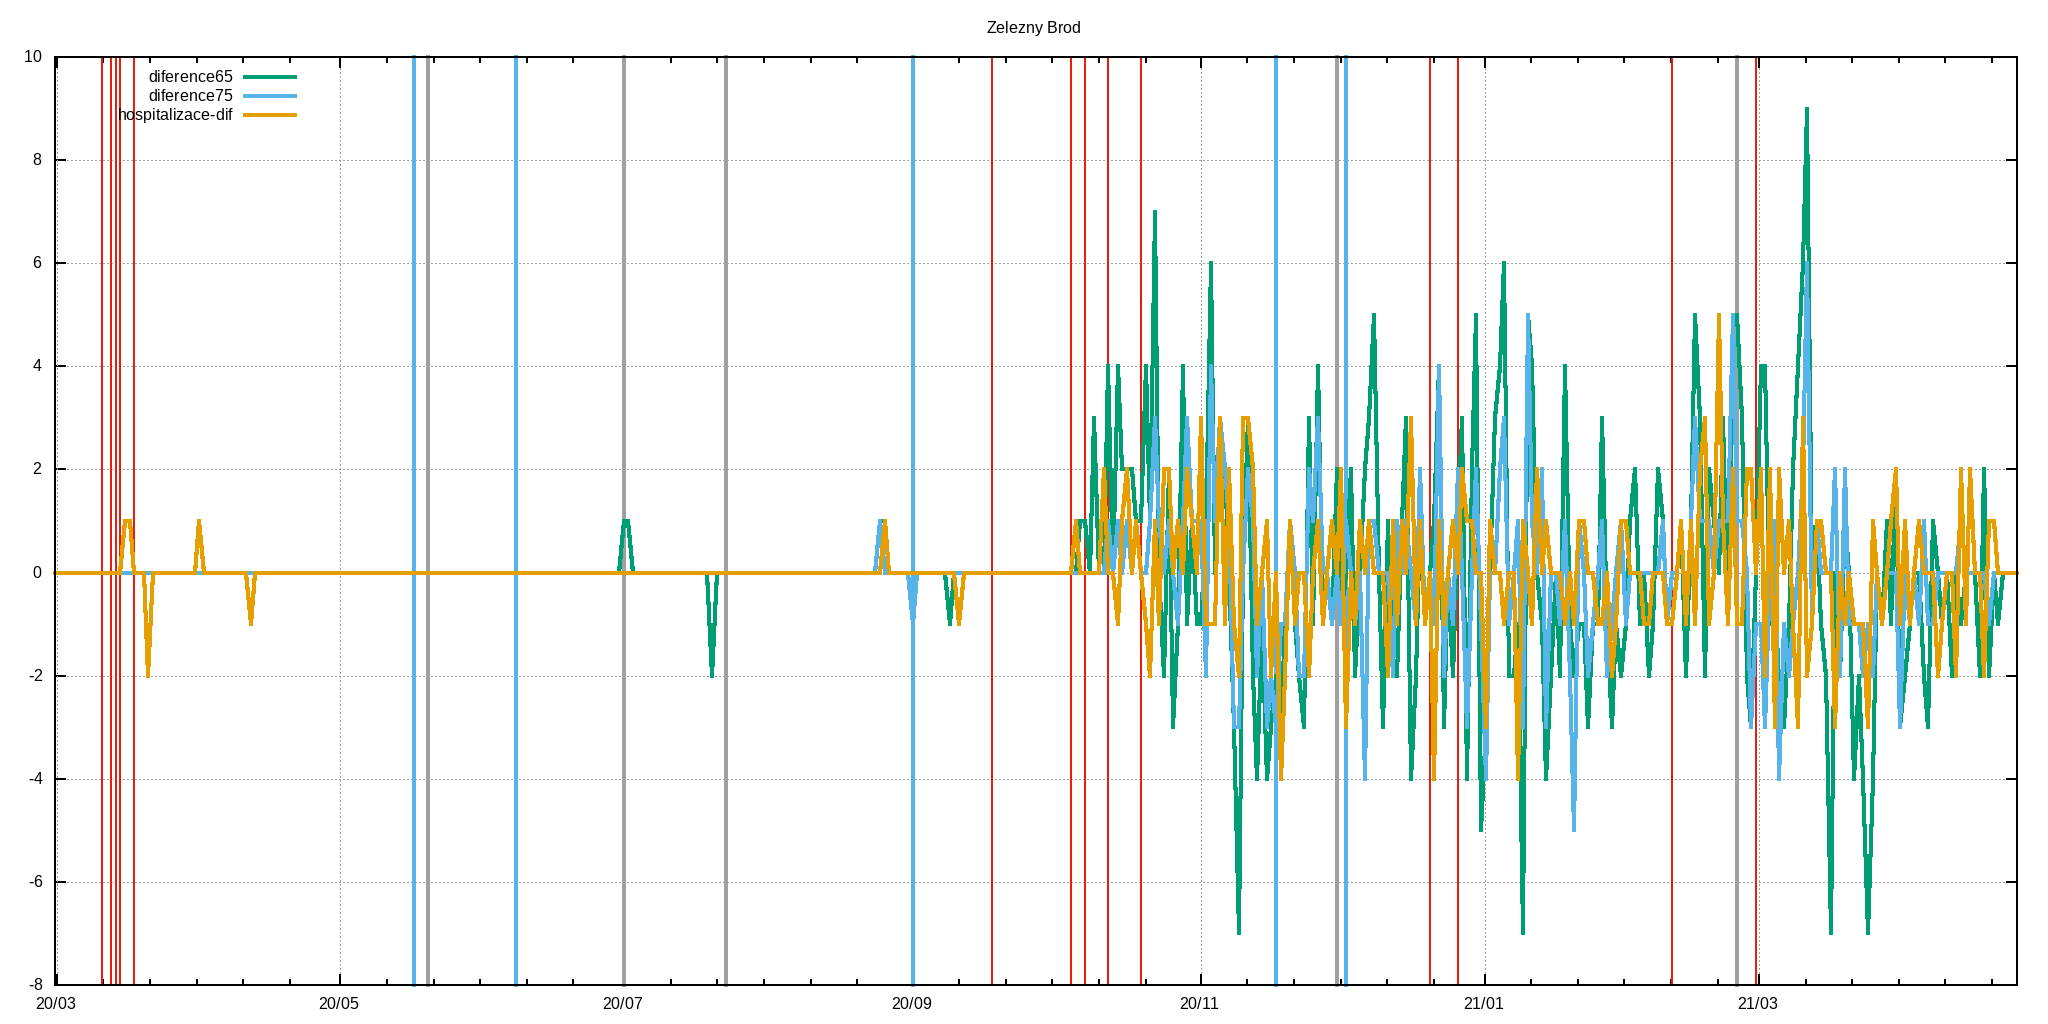 Zelezny Brod
10
diference65
diference75
hospitalizace-dif
8
6
4
2
0
-2
-4
-6
-8
20/03 20/05 20/07 20/09 20/11 21/01 21/03